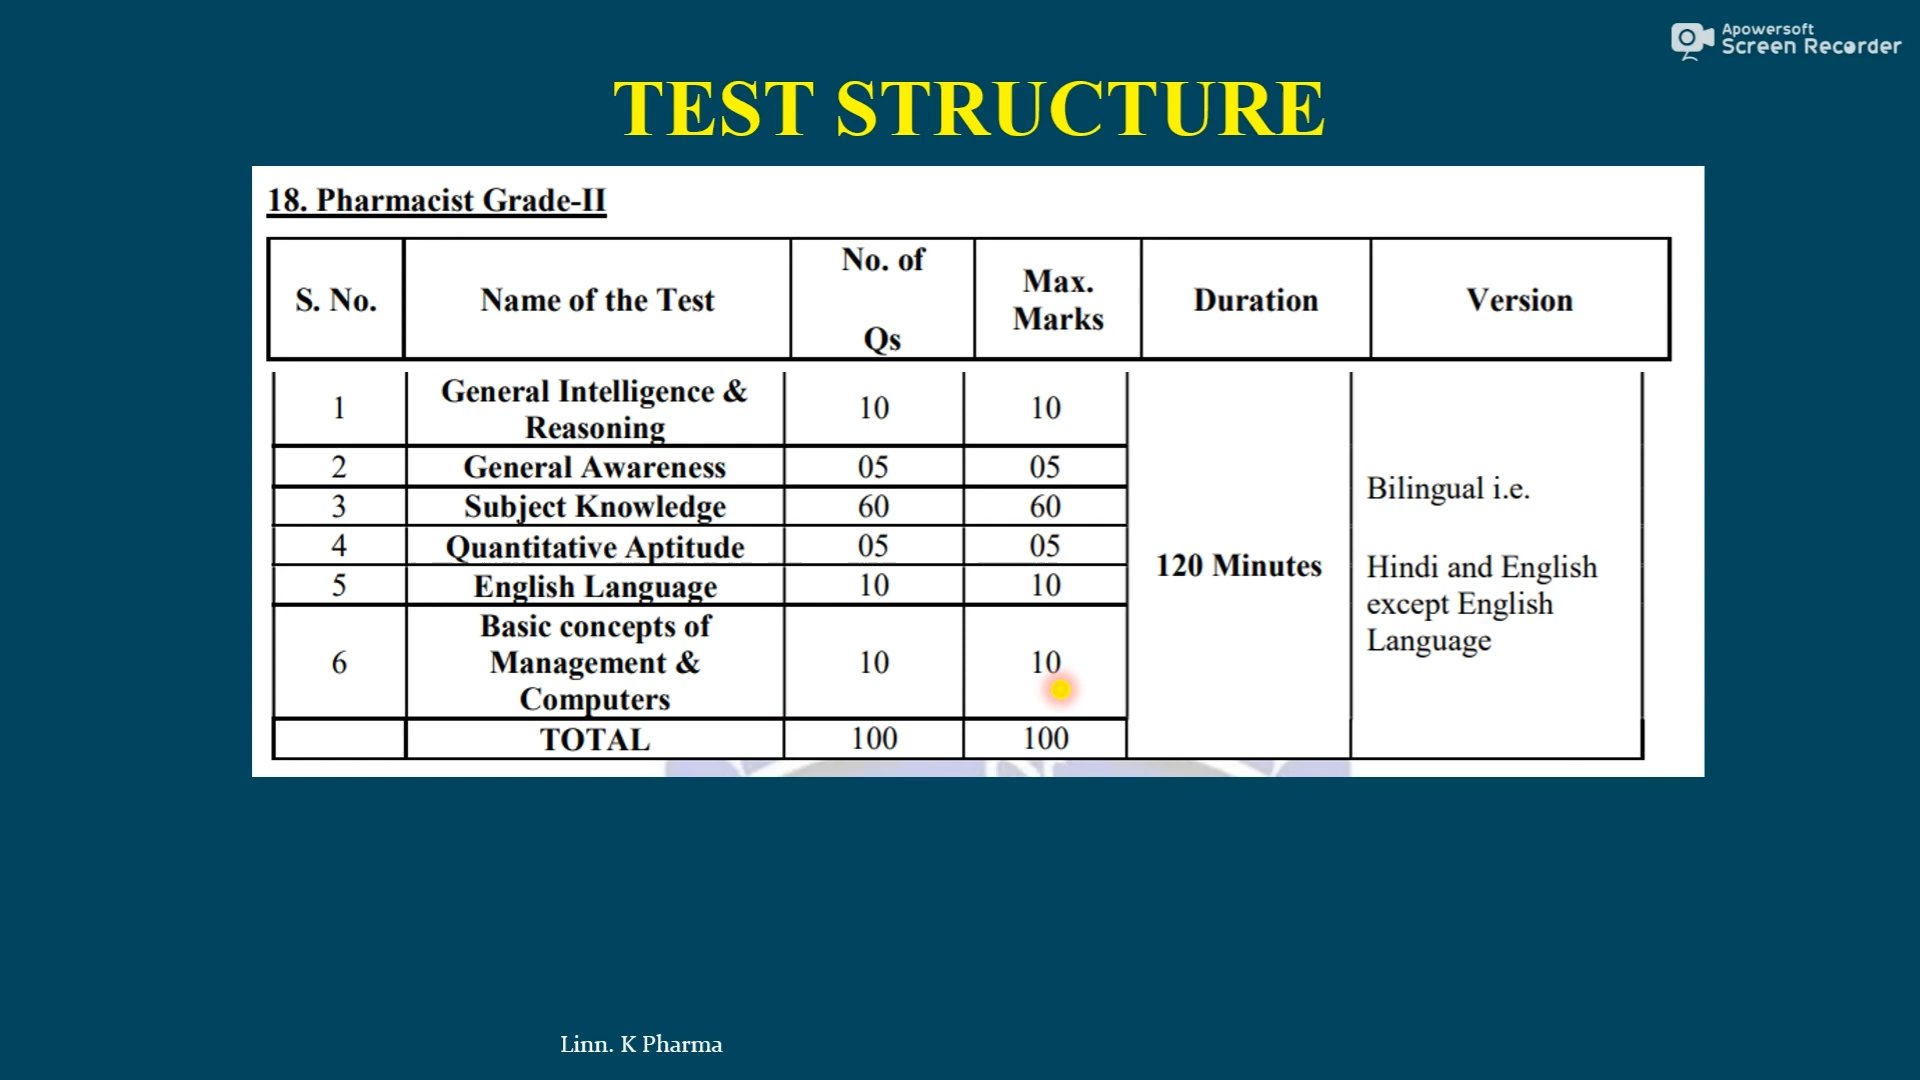 Apowersoft
Screen Recorder
TEST STRUCTURE
18. Pharmacist Grade-II
S. No. Name of the Test No. of Qs Max. Marks Duration Version
1 General Intelligence & Reasoning 10 10
2 General Awareness 05 05
3 Subject Knowledge 60 60
4 Quantitative Aptitude 05 05
5 English Language 10 10
6 Basic concepts of Management & Computers 10 10
TOTAL 100 100
120 Minutes
Bilingual i.e.
Hindi and English
except English
Language
Linn. K Pharma